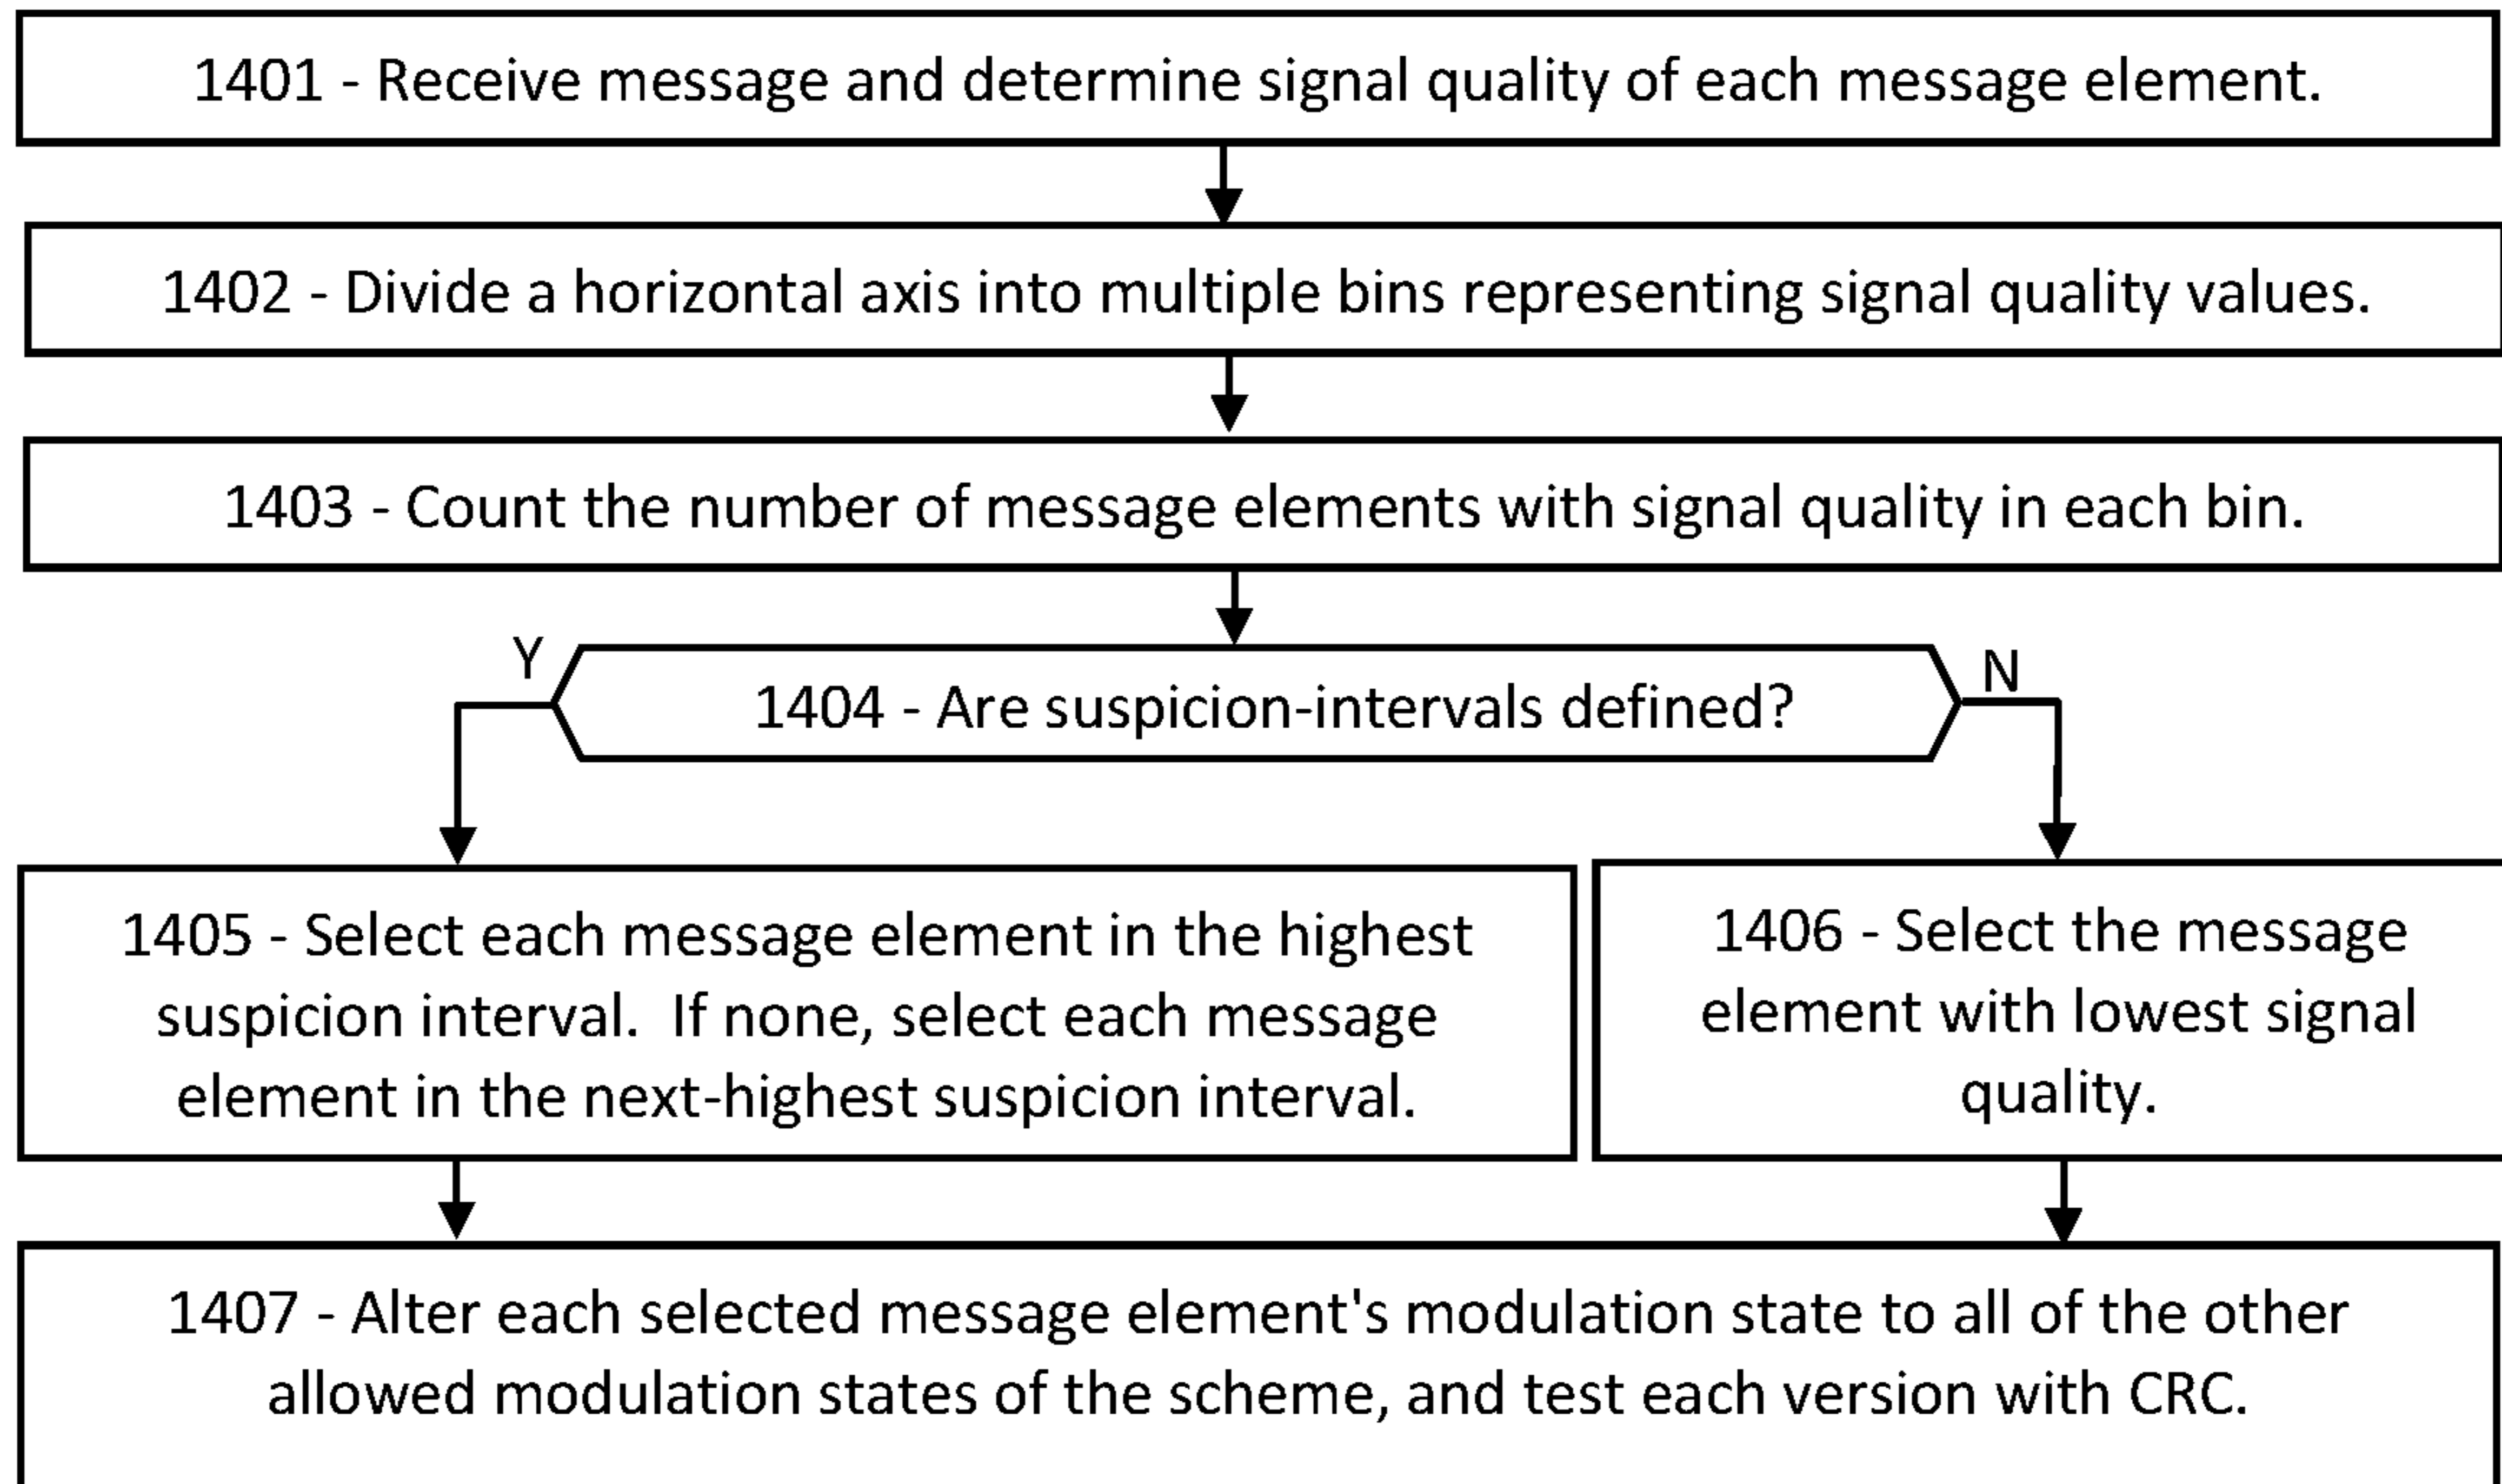 1401 - Receive message and determine signal quality of each message element.
1402 - Divide a horizontal axis into multiple bins representing signal quality values.
1403 - Count the number of message elements with signal quality in each bin.
Y
N
1404 - Are suspicion-intervals defined?
1405 - Select each message element in the highest
suspicion interval.  If none, select each message
element in the next-highest suspicion interval.
1406 - Select the message
element with lowest signal
quality.
1407 - Alter each selected message element's modulation state to all of the other
allowed modulation states of the scheme, and test each version with CRC.